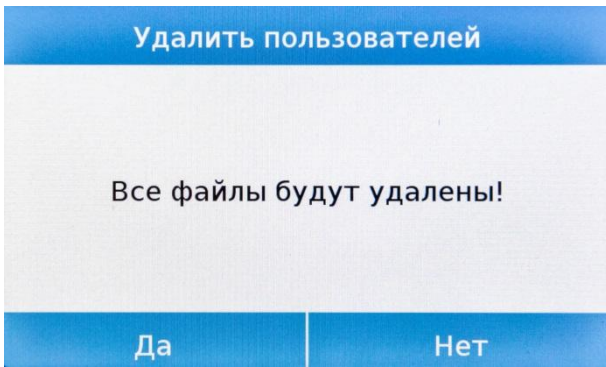 Удалить пользователей
Все файлы будут удалены!
Да
Нет